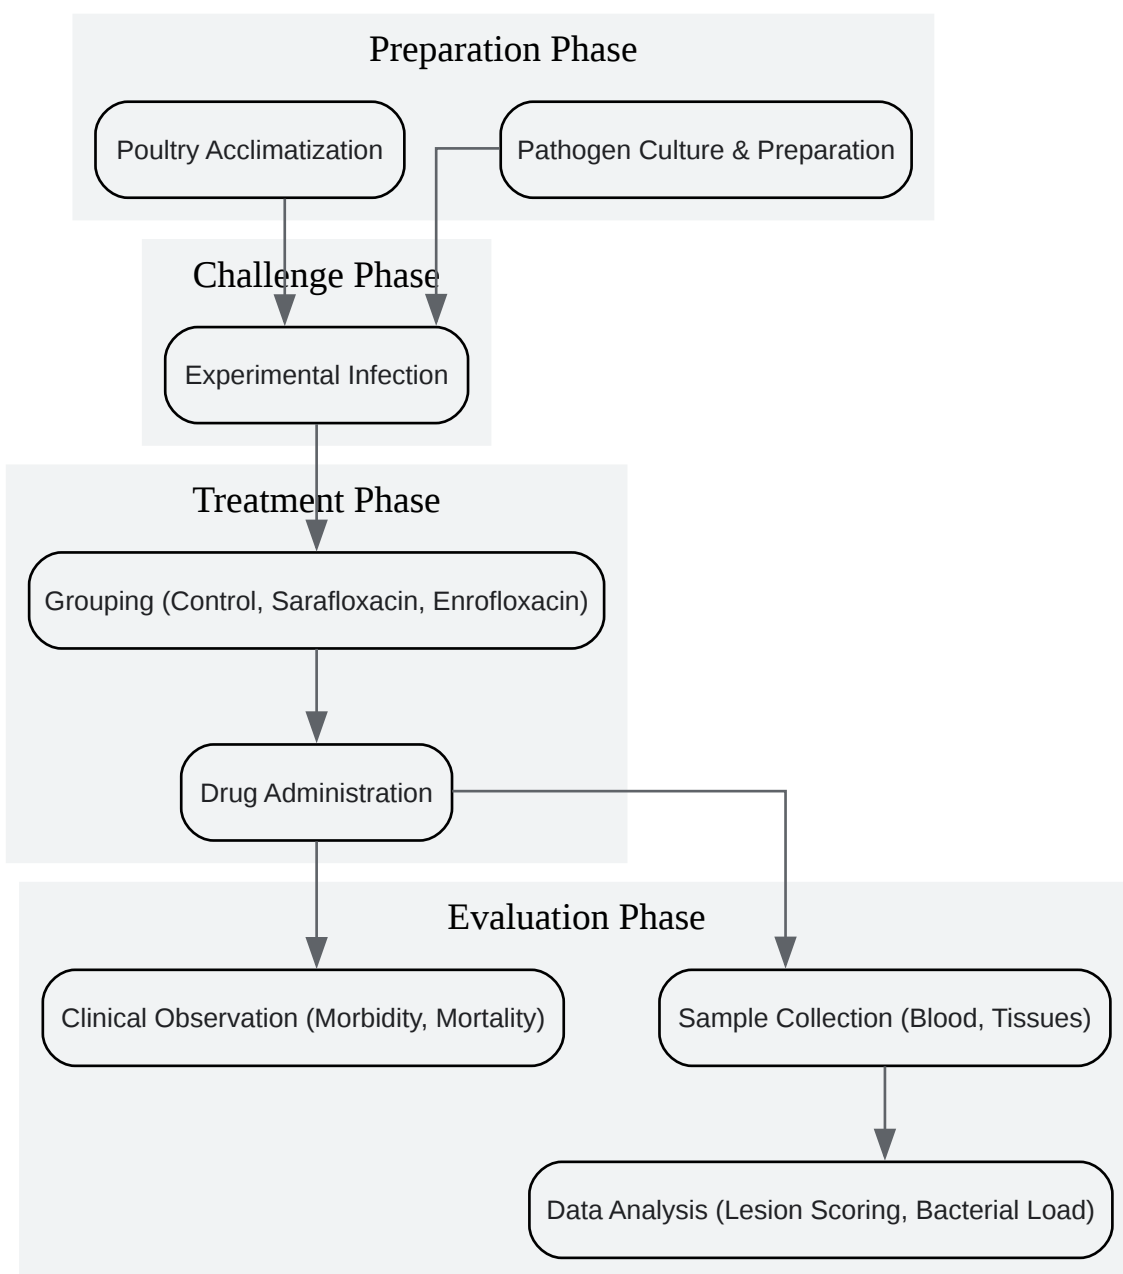 Preparation Phase
Poultry Acclimatization
Pathogen Culture & Preparation
Challenge Phase
Experimental Infection
Treatment Phase
Grouping (Control, Sarafloxacin, Enrofloxacin)
Drug Administration
Evaluation Phase
Clinical Observation (Morbidity, Mortality)
Sample Collection (Blood, Tissues)
Data Analysis (Lesion Scoring, Bacterial Load)